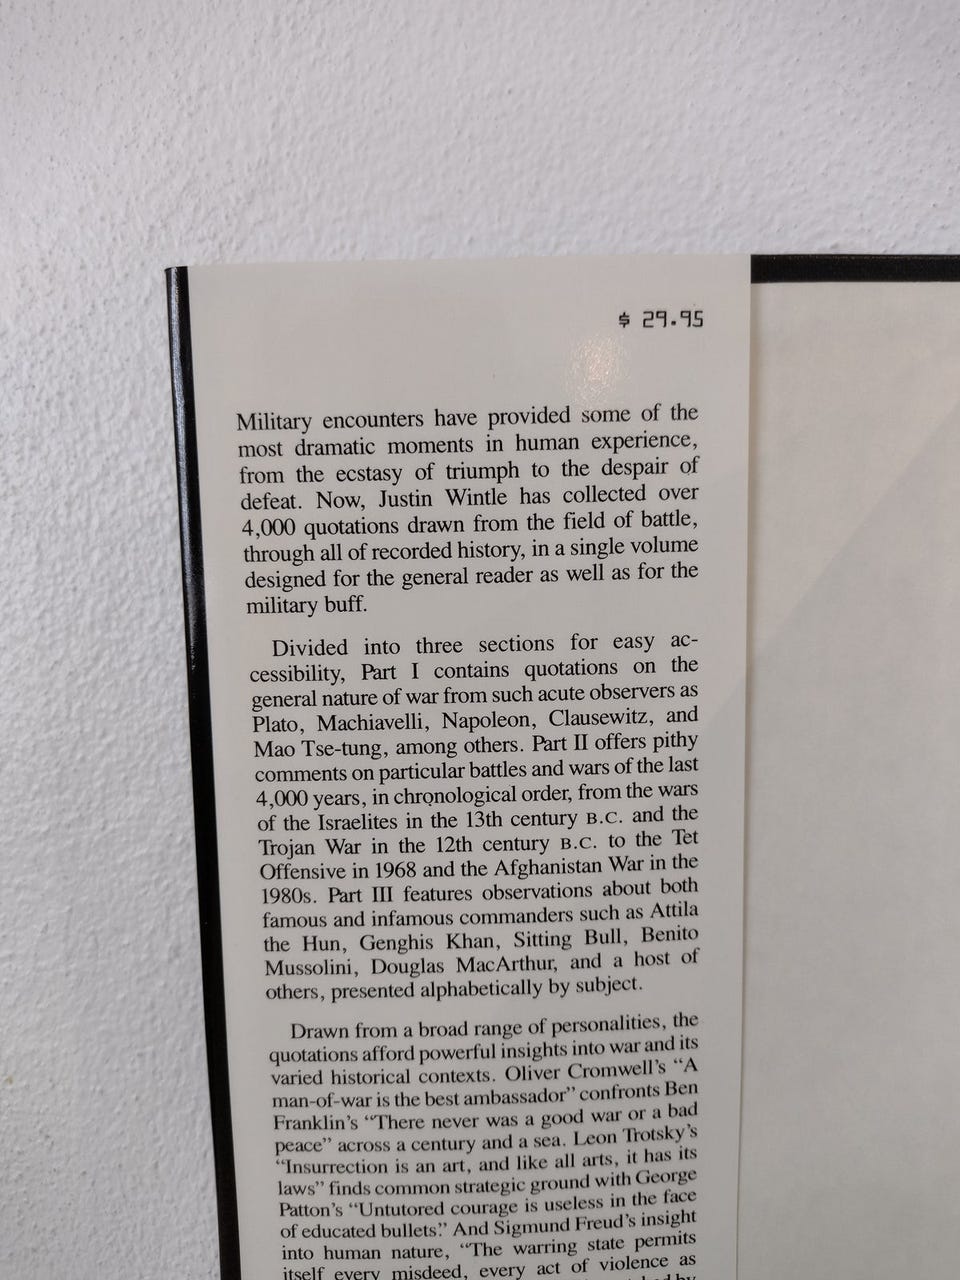 $ 29.95
Military encounters have provided some of the
most dramatic moments in human experience,
from the ecstasy of triumph to the despair of
defeat. Now, Justin Wintle has collected over
4,000 quotations drawn from the field of battle,
through all of recorded history, in a single volume
designed for the general reader as well as for the
military buff.
Divided into three sections for easy ac-
cessibility, Part I contains quotations on the
general nature of war from such acute observers as
Plato, Machiavelli, Napoleon, Clausewitz, and
Mao Tse-tung, among others. Part II offers pithy
comments on particular battles and wars of the last
4,000 years, in chronological order, from the wars
of the Israelites in the 13th century B.C. and the
Trojan War in the 12th century B.C. to the Tet
Offensive in 1968 and the Afghanistan War in the
1980s. Part III features observations about both
famous and infamous commanders such as Attila
the Hun, Genghis Khan, Sitting Bull, Benito
Mussolini, Douglas MacArthur, and a host of
others, presented alphabetically by subject.
Drawn from a broad range of personalities, the
quotations afford powerful insights into war and its
varied historical contexts. Oliver Cromwell's “A
man-of-war is the best ambassador” confronts Ben
Franklin's “There never was a good war or a bad
peace” across a century and a sea. Leon Trotsky's
“Insurrection is an art, and like all arts, it has its
laws” finds common strategic ground with George
Patton's “Untutored courage is useless in the face
of educated bullets.” And Sigmund Freud's insight
into human nature, “The warring state permits
itself every misdeed, every act of violence as